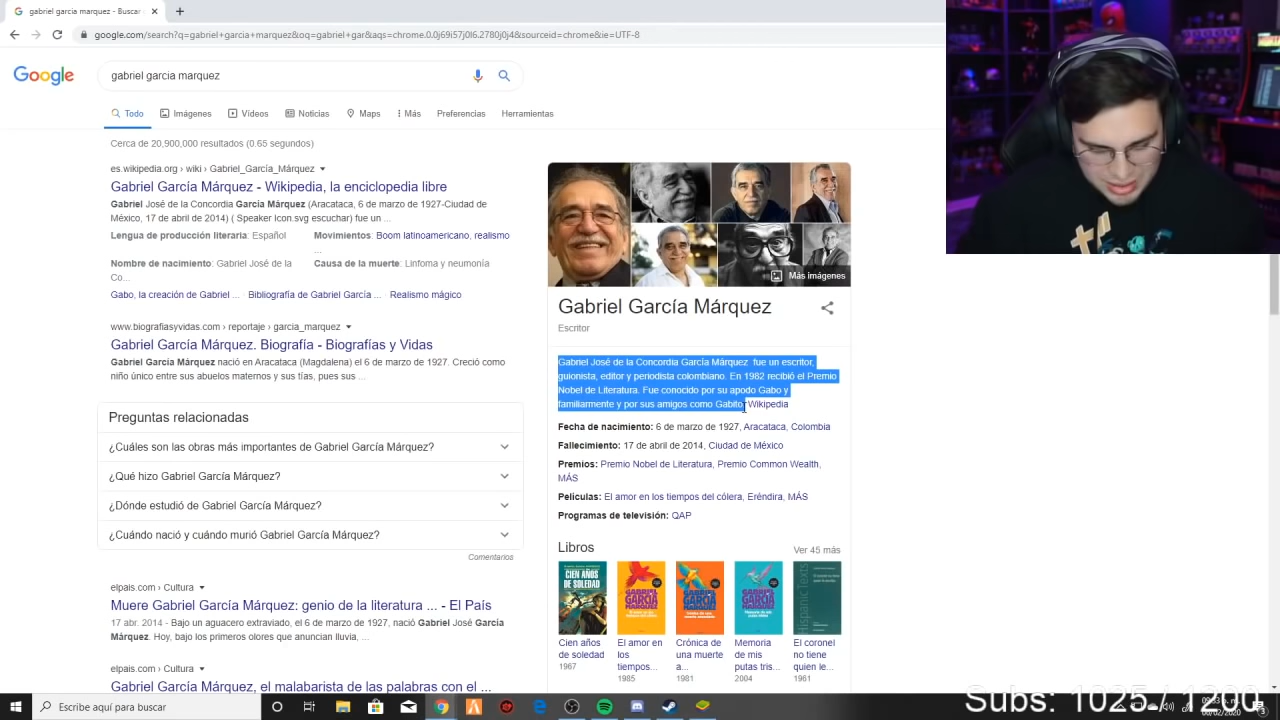 gabriel garcia marquez - Buscar
google.com/search?q=gabriel+garcia+marquez&oq=gabriel+gar&aqs=chrome.0.0j69i57j0l6.2780j0j4&sourceid=chrome&ie=UTF-8
Google
gabriel garcia marquez
Todo Imágenes Vídeos Noticias Maps Más Preferencias Herramientas
Cerca de 20,900,000 resultados (0.65 segundos)
es.wikipedia.org › wiki › Gabriel_García_Márquez
Gabriel García Márquez - Wikipedia, la enciclopedia libre
Gabriel José de la Concordia García Márquez (Aracataca, 6 de marzo de 1927-Ciudad de
México, 17 de abril de 2014) ( Speaker Icon.svg escuchar) fue un ...
Lengua de producción literaria: Español Movimientos: Boom latinoamericano, realismo
...
Nombre de nacimiento: Gabriel José de la Causa de la muerte: Linfoma y neumonía
Co...
Gabo, la creación de Gabriel ... Bibliografía de Gabriel García ... Realismo mágico
www.biografiasyvidas.com › reportaje › garcia_marquez
Gabriel García Márquez. Biografía - Biografías y Vidas
Gabriel García Márquez nació en Aracataca (Magdalena) el 6 de marzo de 1927. Creció como
niño único entre sus abuelos maternos y sus tías, pues sus ...
Preguntas relacionadas
¿Cuáles son las obras más importantes de Gabriel García Márquez?
¿Qué hizo Gabriel García Márquez?
¿Dónde estudió de Gabriel García Márquez?
¿Cuándo nació y cuándo murió Gabriel García Márquez?
Comentarios
elpais.com › Cultura
Muere Gabriel García Márquez: genio de la literatura ... - El País
17 abr. 2014 - Bajo un aguacero extraviado, el 6 de marzo de 1927, nació Gabriel José García
Márquez. Hoy, bajo los primeros olores que anuncian lluvia, ...
elpais.com › Cultura
Gabriel García Márquez, el malabarista de las palabras con el ...
Más imágenes
Gabriel García Márquez
Escritor
Gabriel José de la Concordia García Márquez fue un escritor,
guionista, editor y periodista colombiano. En 1982 recibió el Premio
Nobel de Literatura. Fue conocido por su apodo Gabo y
familiarmente y por sus amigos como Gabito. Wikipedia
Fecha de nacimiento: 6 de marzo de 1927, Aracataca, Colombia
Fallecimiento: 17 de abril de 2014, Ciudad de México
Premios: Premio Nobel de Literatura, Premio Common Wealth,
MÁS
Películas: El amor en los tiempos del cólera, Eréndira, MÁS
Programas de televisión: QAP
Libros Ver 45 más
CIEN AÑOS
DE SOLEDAD
Cien años
de soledad
1967
El amor en
los
tiempos...
1985
Crónica de
una muerte
a...
1981
Memoria
de mis
putas tris...
2004
El coronel
no tiene
quien le...
1961
Escribe aquí para buscar
Subs: 1025 / 1200